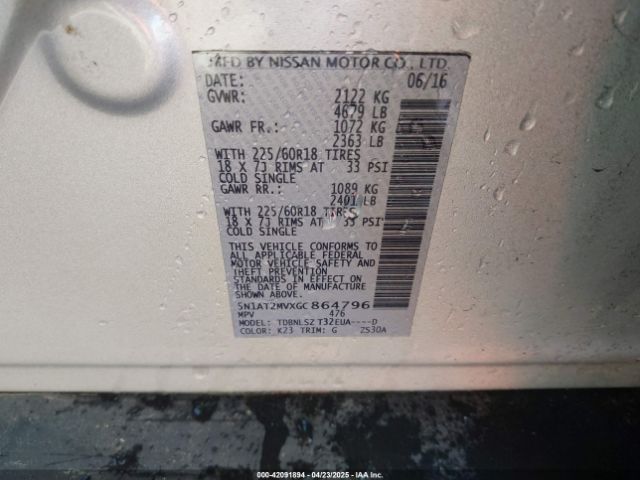 MFD BY NISSAN MOTOR CO., LTD.
DATE: 06/16
GVWR: 2122 KG
4679 LB
GAWR FR.: 1072 KG
2363 LB
WITH 225/60R18 TIRES
18 X 7J RIMS AT 33 PSI
COLD SINGLE
GAWR RR.: 1089 KG
2401 LB
WITH 225/60R18 TIRES
18 X 7J RIMS AT 33 PSI
COLD SINGLE
THIS VEHICLE CONFORMS TO
ALL APPLICABLE FEDERAL
MOTOR VEHICLE SAFETY AND
THEFT PREVENTION
STANDARDS IN EFFECT ON
THE DATE OF MANUFACTURE
SHOWN ABOVE.
5N1AT2MVXGC864796
MPV 476
MODEL: TDBNLSZ T32EUA----D
COLOR: K23 TRIM: G ZS30A
000-42091894 - 04/23/2025 - IAA Inc.